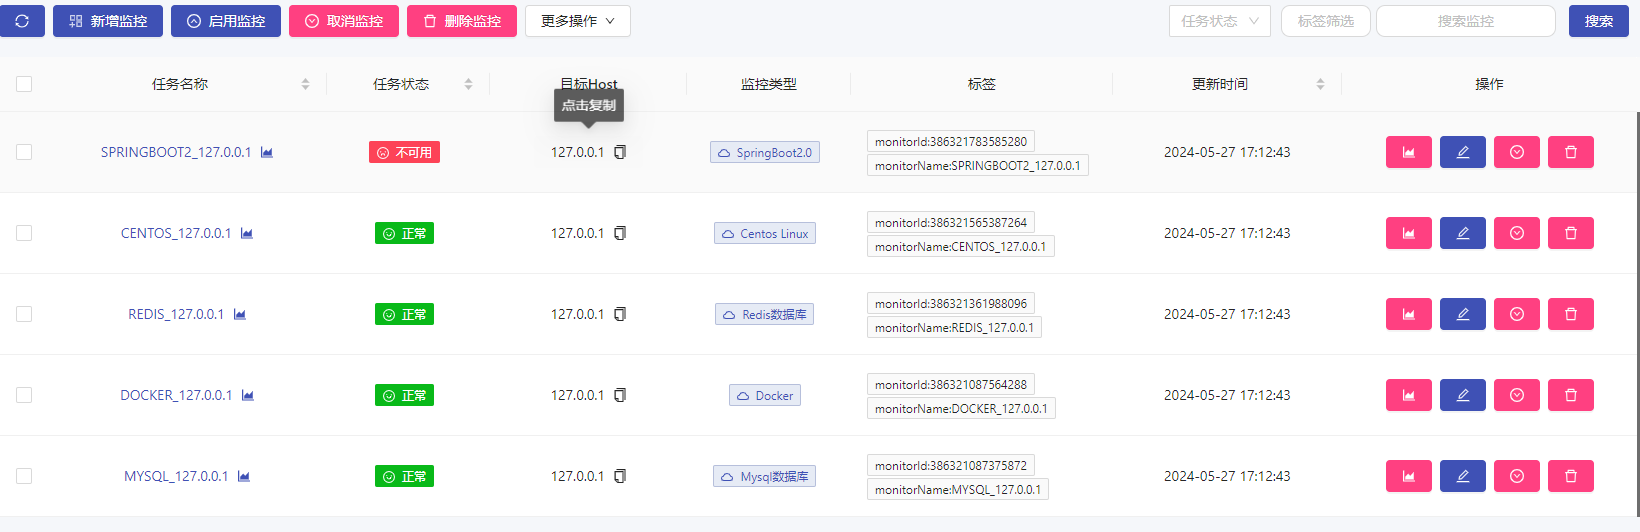 新增监控 启用监控 取消监控 删除监控 更多操作 任务状态 标签筛选 搜索监控 搜索
任务名称 任务状态 目标Host 监控类型 标签 更新时间 操作
点击复制
SPRINGBOOT2_127.0.0.1 不可用 127.0.0.1 SpringBoot2.0 monitorId:386321783585280 2024-05-27 17:12:43
monitorName:SPRINGBOOT2_127.0.0.1
CENTOS_127.0.0.1 正常 127.0.0.1 Centos Linux monitorId:386321565387264 2024-05-27 17:12:43
monitorName:CENTOS_127.0.0.1
REDIS_127.0.0.1 正常 127.0.0.1 Redis数据库 monitorId:386321361988096 2024-05-27 17:12:43
monitorName:REDIS_127.0.0.1
DOCKER_127.0.0.1 正常 127.0.0.1 Docker monitorId:386321087564288 2024-05-27 17:12:43
monitorName:DOCKER_127.0.0.1
MYSQL_127.0.0.1 正常 127.0.0.1 Mysql数据库 monitorId:386321087375872 2024-05-27 17:12:43
monitorName:MYSQL_127.0.0.1